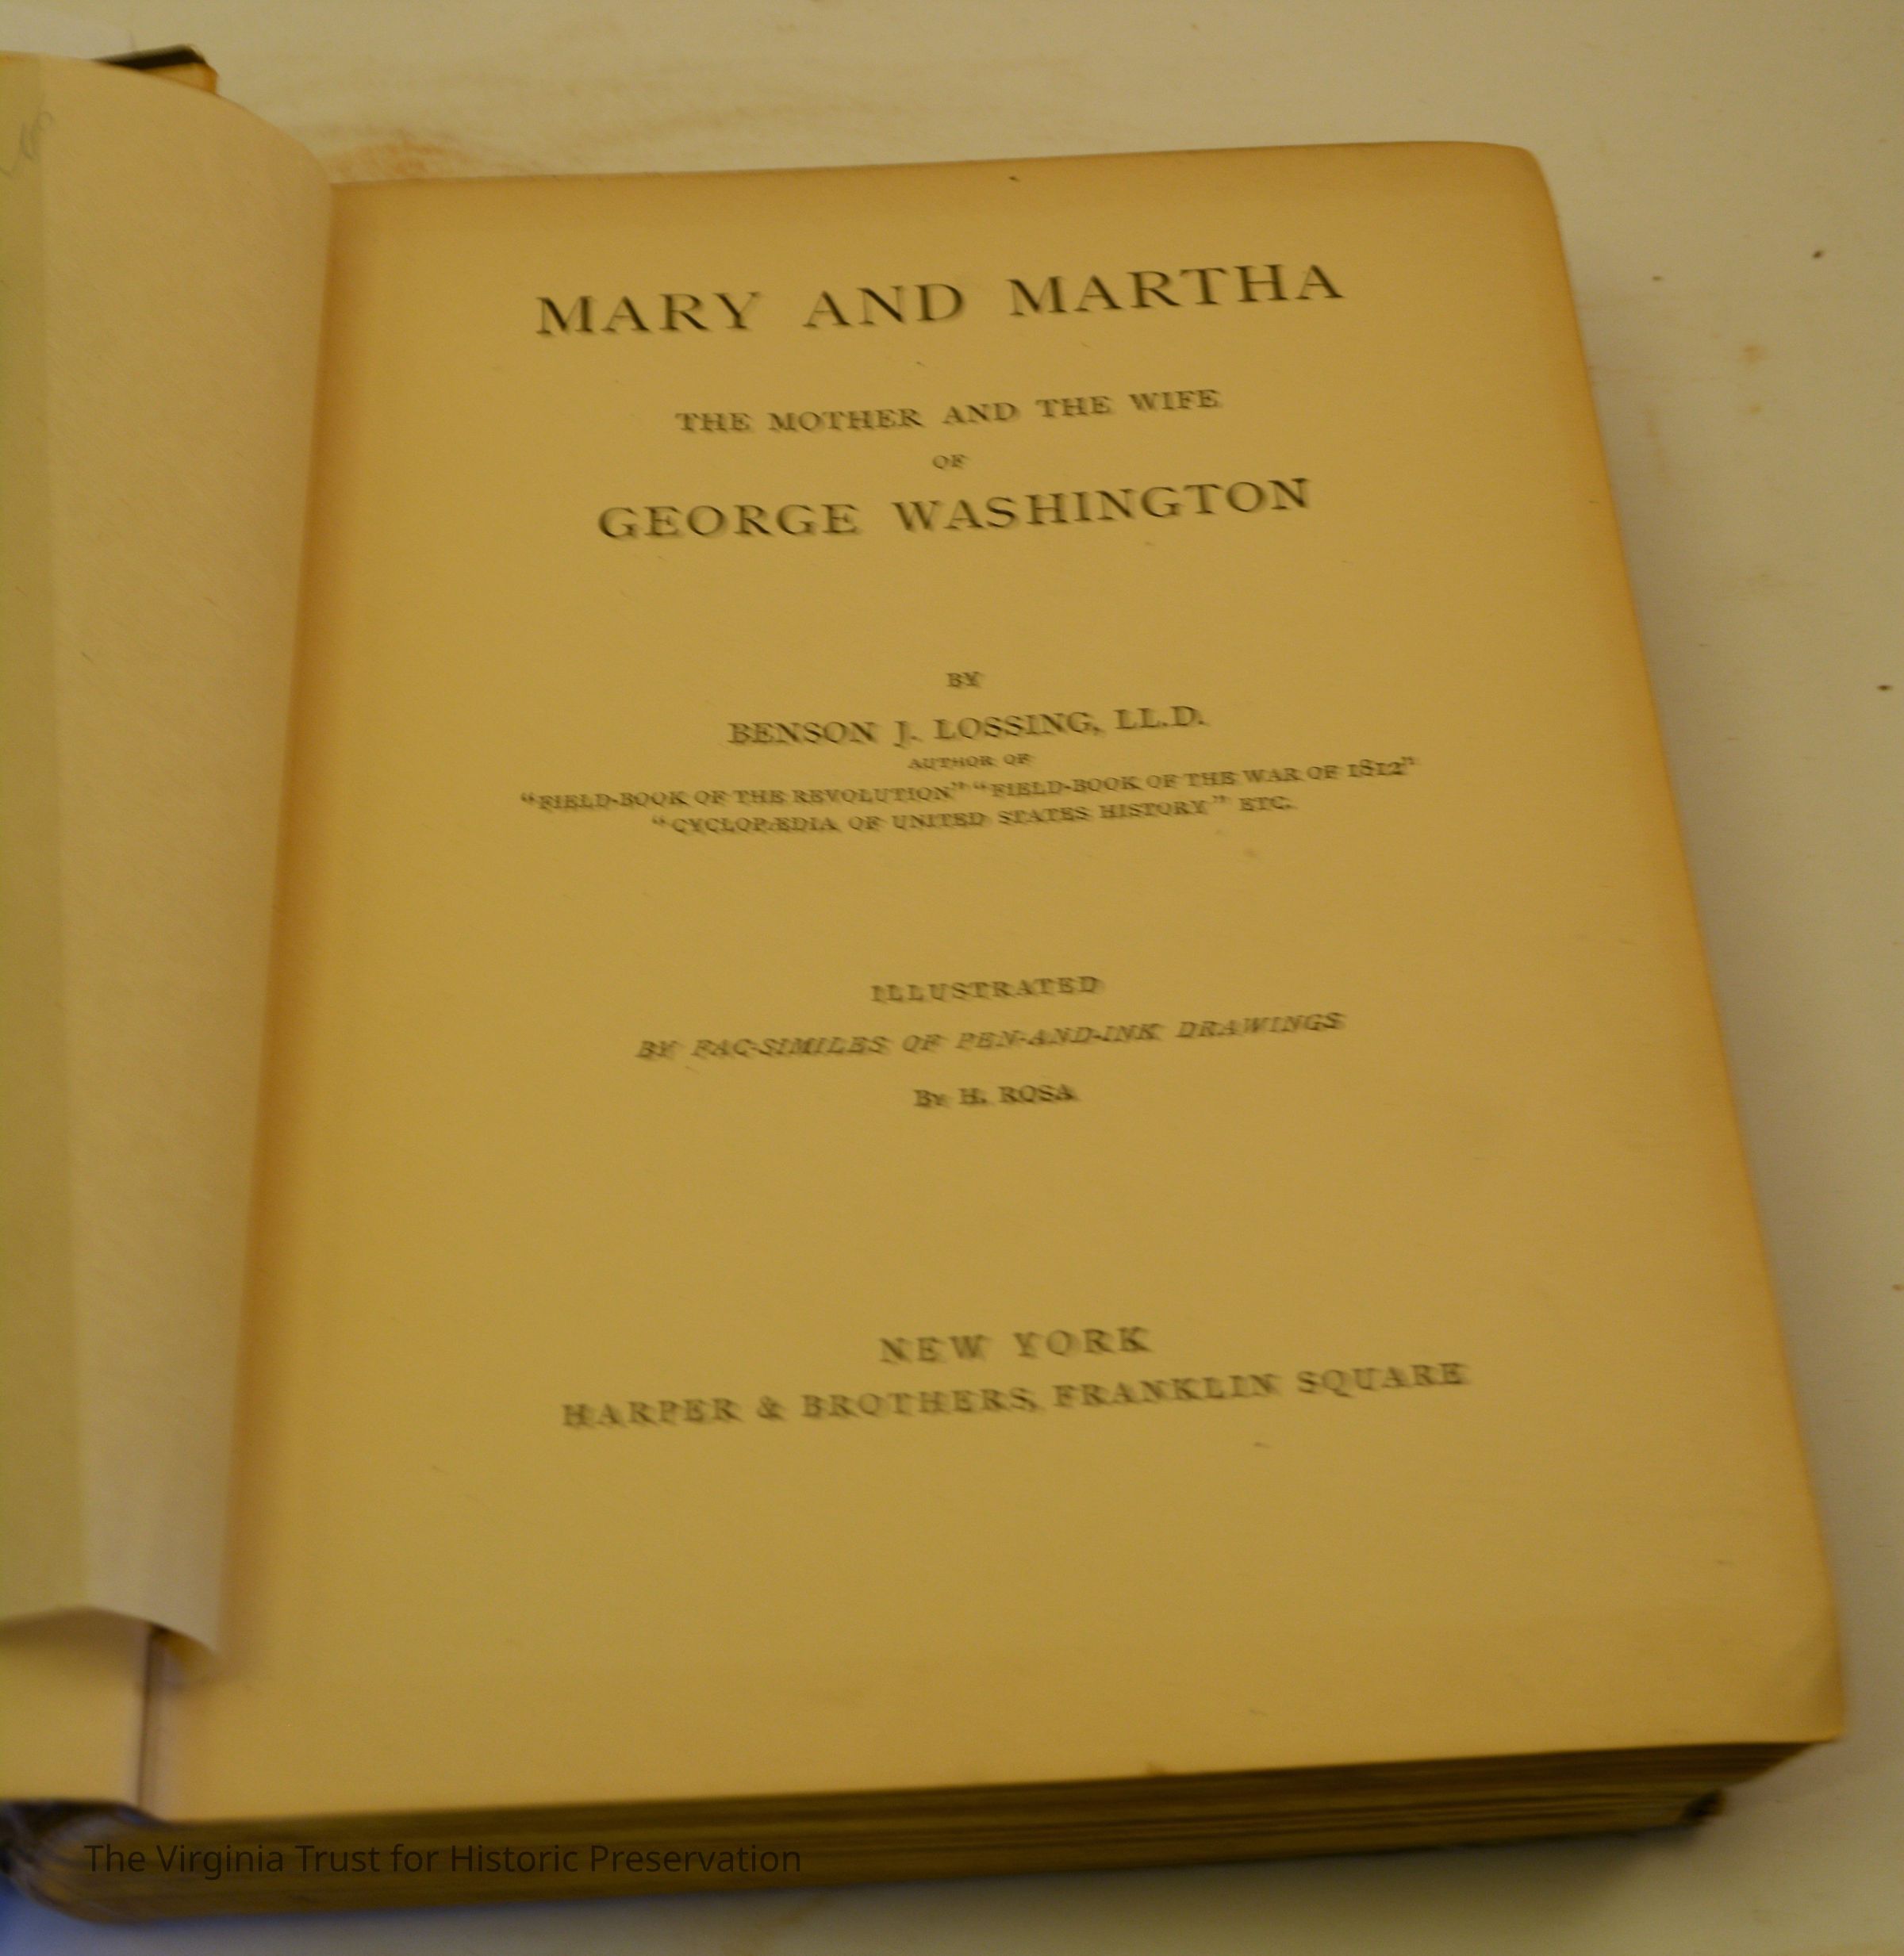 MARY AND MARTHA
THE MOTHER AND THE WIFE
OF
GEORGE WASHINGTON
BY
BENSON J. LOSSING, LL.D.
AUTHOR OF
“FIELD-BOOK OF THE REVOLUTION” “FIELD-BOOK OF THE WAR OF 1812”
“CYCLOPÆDIA OF UNITED STATES HISTORY” ETC.
ILLUSTRATED
BY FAC-SIMILES OF PEN-AND-INK DRAWINGS
By H. ROSA
NEW YORK
HARPER & BROTHERS, FRANKLIN SQUARE
The Virginia Trust for Historic Preservation